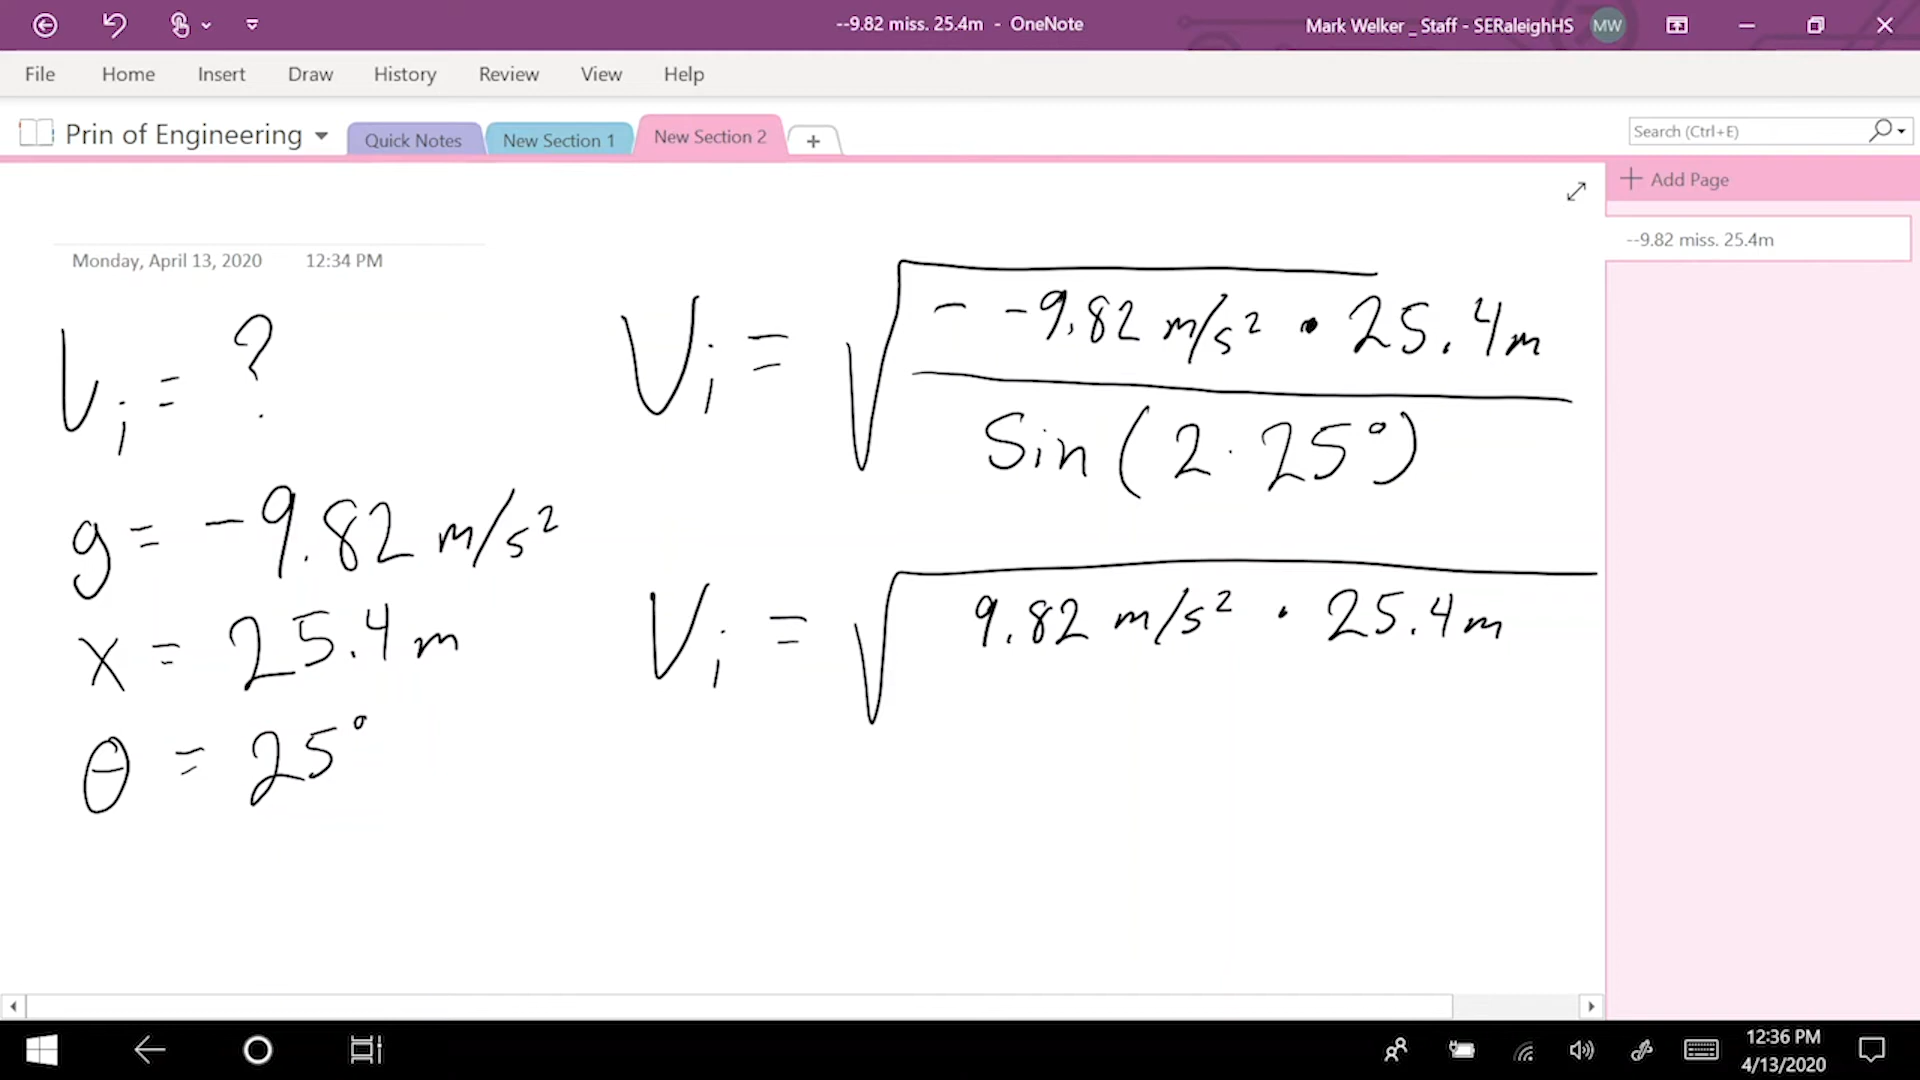 --9.82 miss. 25.4m - OneNote
Mark Welker _ Staff - SERaleighHS MW
File Home Insert Draw History Review View Help
Prin of Engineering Quick Notes New Section 1 New Section 2 +
Search (Ctrl+E)
Add Page
--9.82 miss. 25.4m
Monday, April 13, 2020 12:34 PM
Vi = ?
g = -9.82 m/s²
x = 25.4 m
θ = 25°
Vi = √ - -9.82 m/s² • 25.4 m
Sin (2 · 25°)
Vi = √ 9.82 m/s² · 25.4 m
12:36 PM
4/13/2020